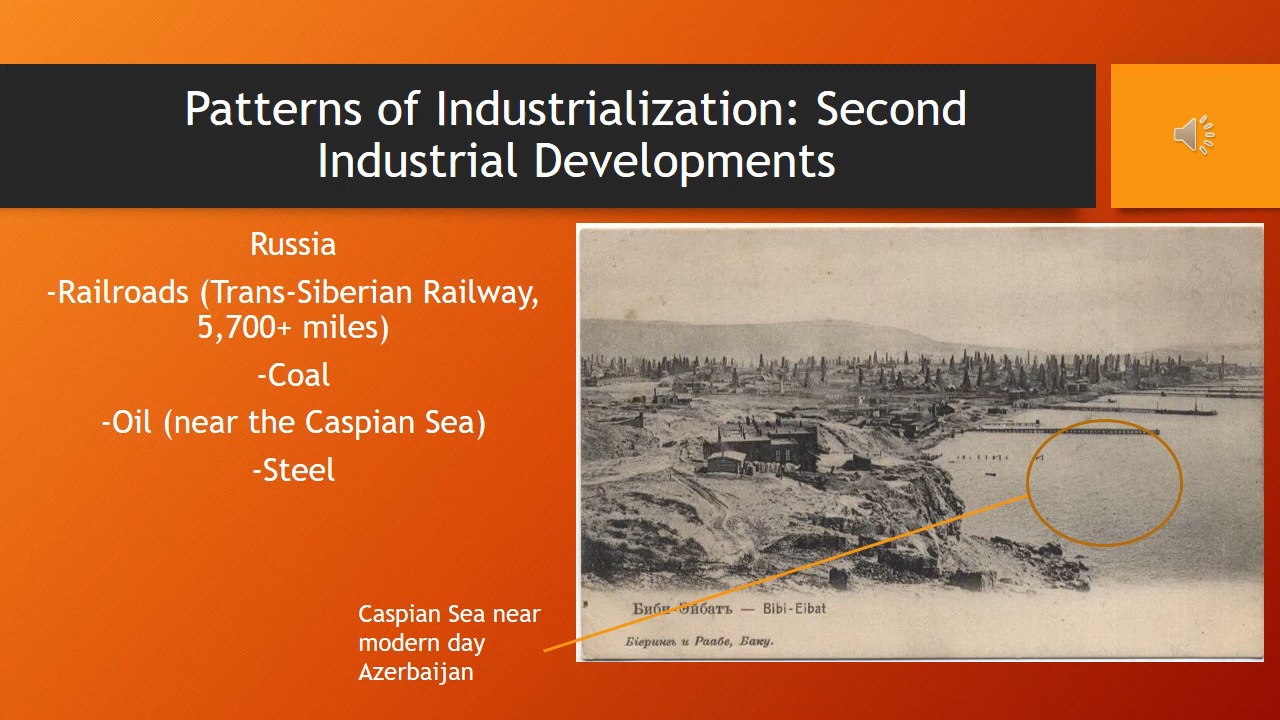 Patterns of Industrialization: Second
Industrial Developments
Russia
-Railroads (Trans-Siberian Railway,
5,700+ miles)
-Coal
-Oil (near the Caspian Sea)
-Steel
Caspian Sea near
modern day
Azerbaijan
Биби-Эйбатъ — Bibi-Eibat
Бiерингъ и Раабе, Баку.